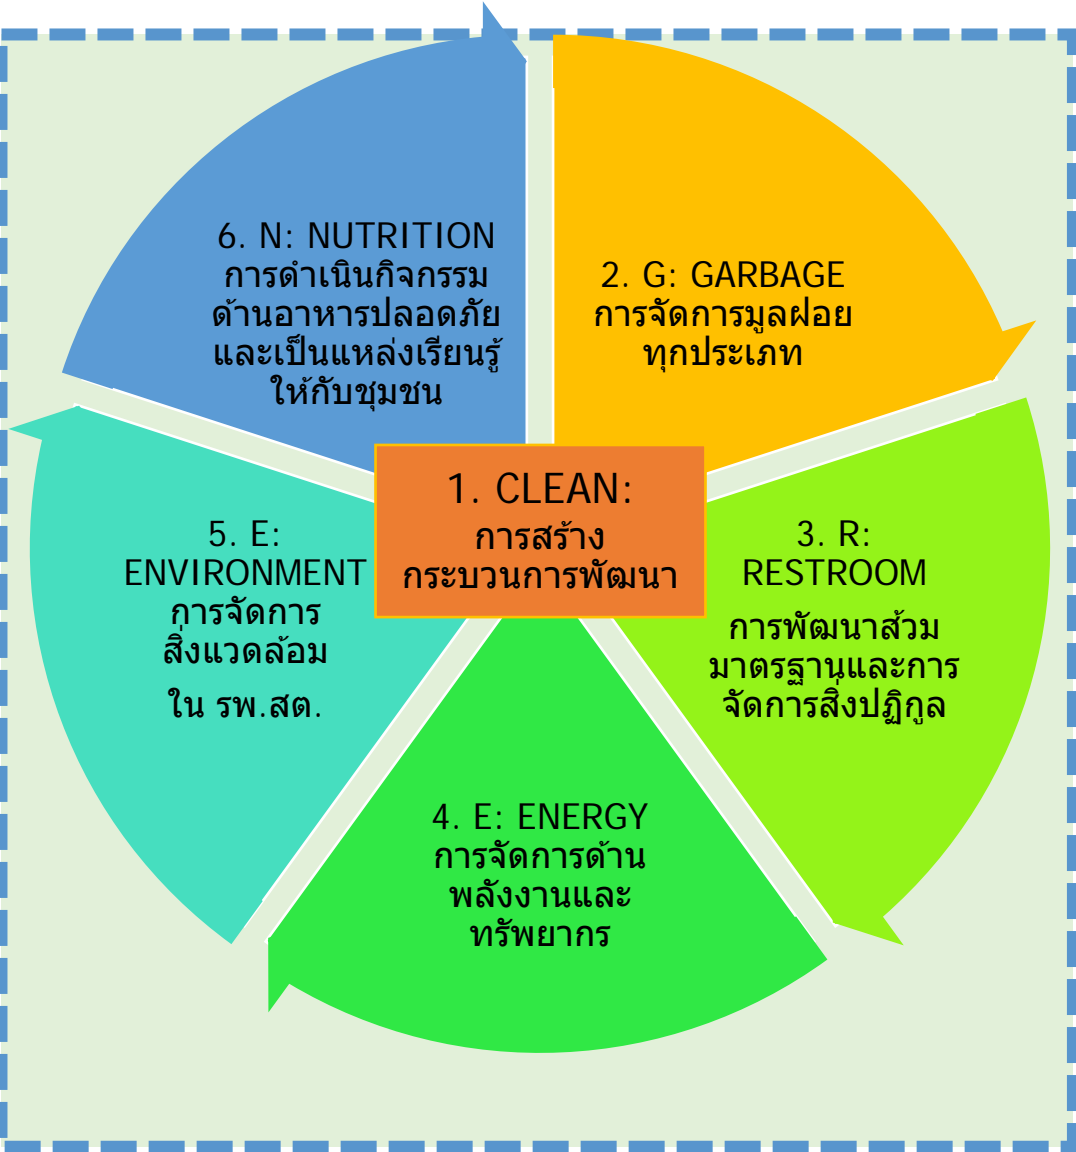 1. CLEAN:
การสร้าง
กระบวนการพัฒนา
2. G: GARBAGE
การจัดการมูลฝอย
ทุกประเภท
3. R:
RESTROOM
การพัฒนาส้วม
มาตรฐานและการ
จัดการสิ่งปฏิกูล
4. E: ENERGY
การจัดการด้าน
พลังงานและ
ทรัพยากร
5. E:
ENVIRONMENT
การจัดการ
สิ่งแวดล้อม
ใน รพ.สต.
6. N: NUTRITION
การดำเนินกิจกรรม
ด้านอาหารปลอดภัย
และเป็นแหล่งเรียนรู้
ให้กับชุมชน